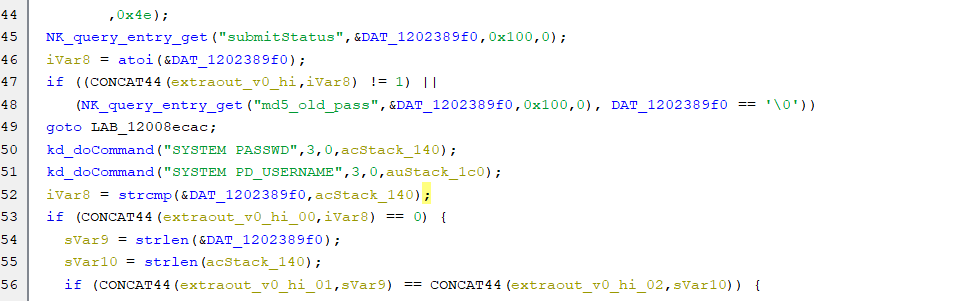 44 ,0x4e);
45 NK_query_entry_get("submitStatus",&DAT_1202389f0,0x100,0);
46 iVar8 = atoi(&DAT_1202389f0);
47 if ((CONCAT44(extraout_v0_hi,iVar8) != 1) ||
48 (NK_query_entry_get("md5_old_pass",&DAT_1202389f0,0x100,0), DAT_1202389f0 == '\0'))
49 goto LAB_12008ecac;
50 kd_doCommand("SYSTEM PASSWD",3,0,acStack_140);
51 kd_doCommand("SYSTEM PD_USERNAME",3,0,auStack_1c0);
52 iVar8 = strcmp(&DAT_1202389f0,acStack_140);
53 if (CONCAT44(extraout_v0_hi_00,iVar8) == 0) {
54 sVar9 = strlen(&DAT_1202389f0);
55 sVar10 = strlen(acStack_140);
56 if (CONCAT44(extraout_v0_hi_01,sVar9) == CONCAT44(extraout_v0_hi_02,sVar10)) {